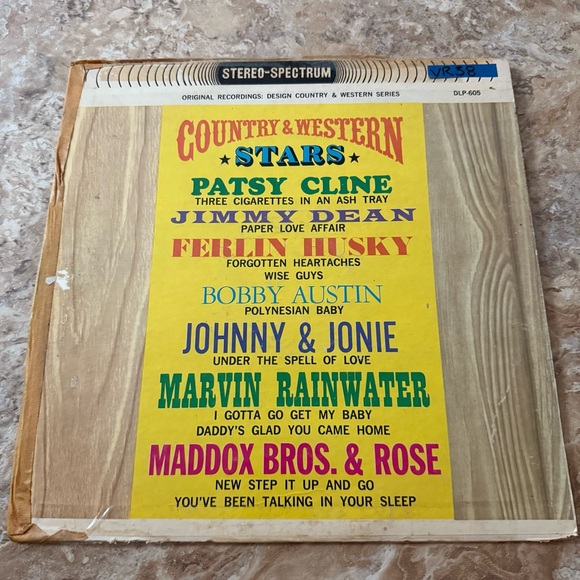 STEREO-SPECTRUM
VR38
ORIGINAL RECORDINGS: DESIGN COUNTRY & WESTERN SERIES
DLP-605
COUNTRY & WESTERN
★ STARS ★
PATSY CLINE
THREE CIGARETTES IN AN ASH TRAY
JIMMY DEAN
PAPER LOVE AFFAIR
FERLIN HUSKY
FORGOTTEN HEARTACHES
WISE GUYS
BOBBY AUSTIN
POLYNESIAN BABY
JOHNNY & JONIE
UNDER THE SPELL OF LOVE
MARVIN RAINWATER
I GOTTA GO GET MY BABY
DADDY'S GLAD YOU CAME HOME
MADDOX BROS. & ROSE
NEW STEP IT UP AND GO
YOU'VE BEEN TALKING IN YOUR SLEEP